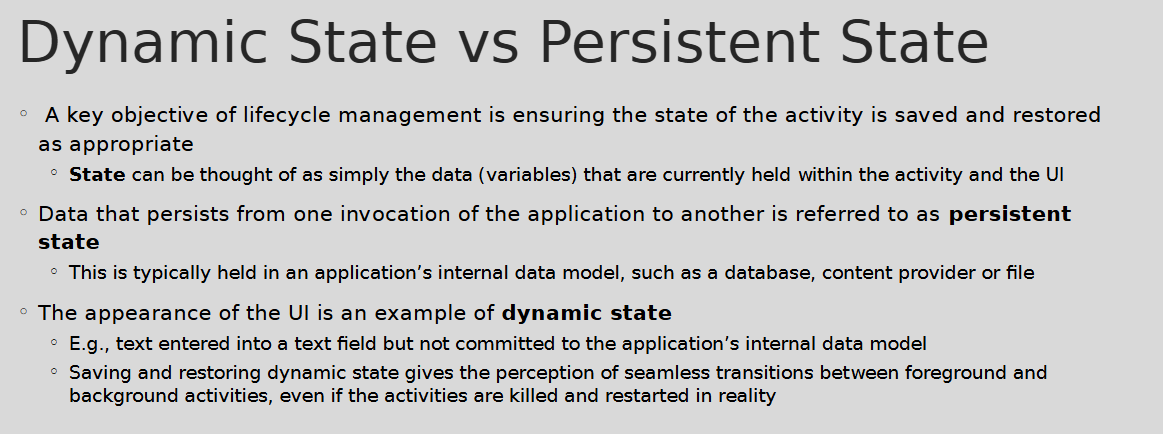 Dynamic State vs Persistent State
◦ A key objective of lifecycle management is ensuring the state of the activity is saved and restored
as appropriate
◦ State can be thought of as simply the data (variables) that are currently held within the activity and the UI
◦ Data that persists from one invocation of the application to another is referred to as persistent
state
◦ This is typically held in an application’s internal data model, such as a database, content provider or file
◦ The appearance of the UI is an example of dynamic state
◦ E.g., text entered into a text field but not committed to the application’s internal data model
◦ Saving and restoring dynamic state gives the perception of seamless transitions between foreground and
background activities, even if the activities are killed and restarted in reality